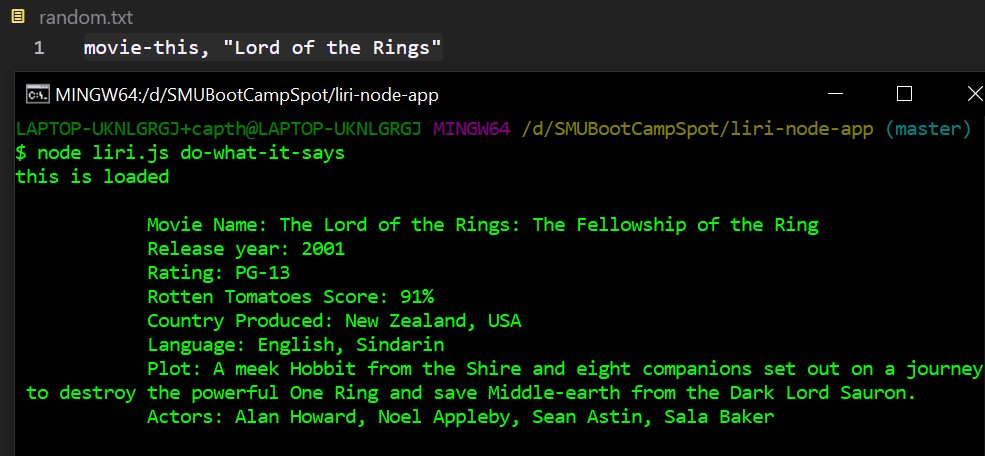 random.txt
1 movie-this, "Lord of the Rings"
MINGW64:/d/SMUBootCampSpot/liri-node-app
LAPTOP-UKNLGRGJ+capth@LAPTOP-UKNLGRGJ MINGW64 /d/SMUBootCampSpot/liri-node-app (master)
$ node liri.js do-what-it-says
this is loaded
Movie Name: The Lord of the Rings: The Fellowship of the Ring
Release year: 2001
Rating: PG-13
Rotten Tomatoes Score: 91%
Country Produced: New Zealand, USA
Language: English, Sindarin
Plot: A meek Hobbit from the Shire and eight companions set out on a journey
to destroy the powerful One Ring and save Middle-earth from the Dark Lord Sauron.
Actors: Alan Howard, Noel Appleby, Sean Astin, Sala Baker